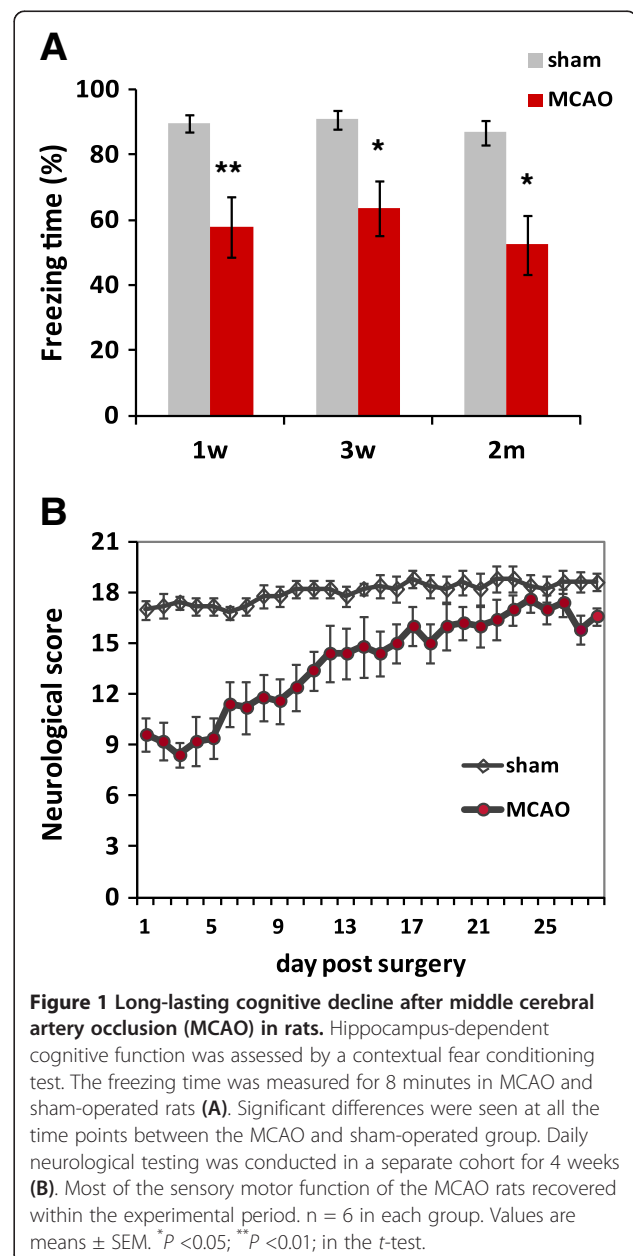 A
sham
MCAO
Freezing time (%)
100
80
60
40
20
0
**
*
*
1w
3w
2m
B
Neurological score
21
18
15
12
9
6
3
0
sham
MCAO
1
5
9
13
17
21
25
day post surgery
Figure 1 Long-lasting cognitive decline after middle cerebral
artery occlusion (MCAO) in rats. Hippocampus-dependent
cognitive function was assessed by a contextual fear conditioning
test. The freezing time was measured for 8 minutes in MCAO and
sham-operated rats (A). Significant differences were seen at all the
time points between the MCAO and sham-operated group. Daily
neurological testing was conducted in a separate cohort for 4 weeks
(B). Most of the sensory motor function of the MCAO rats recovered
within the experimental period. n = 6 in each group. Values are
means ± SEM. *P <0.05; **P <0.01; in the t-test.